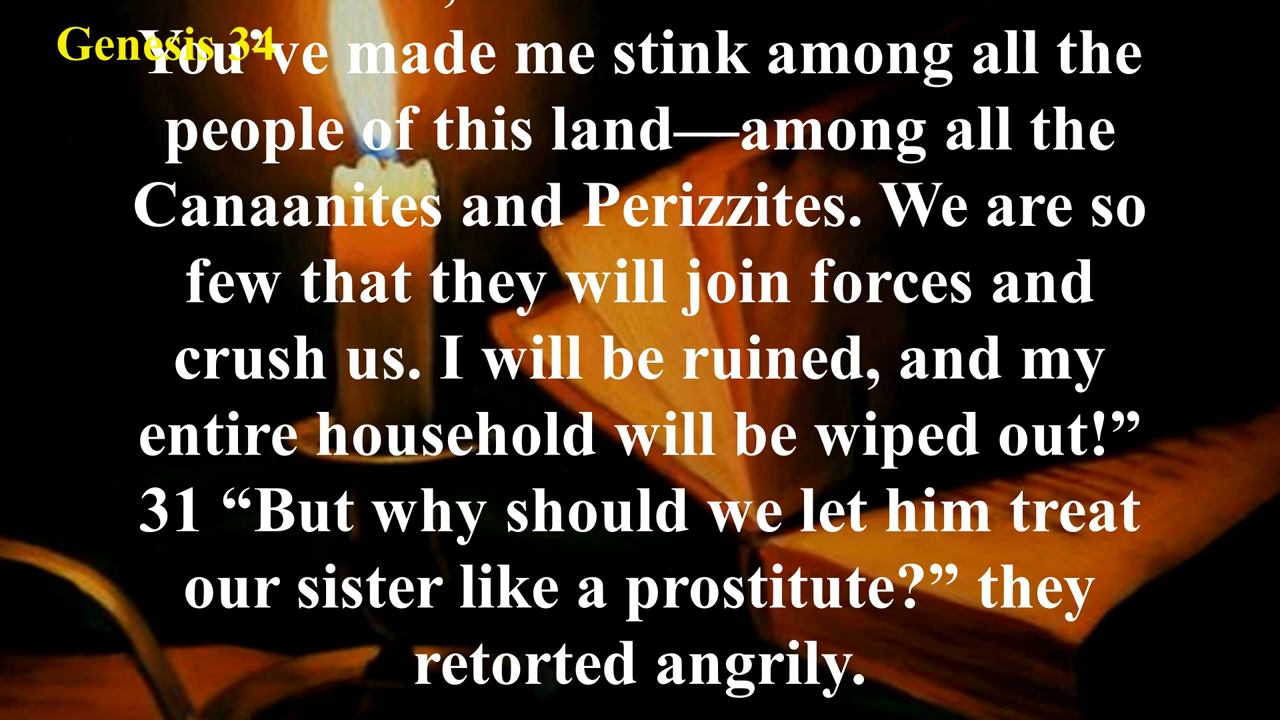 Genesis 34
You’ve made me stink among all the
people of this land—among all the
Canaanites and Perizzites. We are so
few that they will join forces and
crush us. I will be ruined, and my
entire household will be wiped out!”
31 “But why should we let him treat
our sister like a prostitute?” they
retorted angrily.